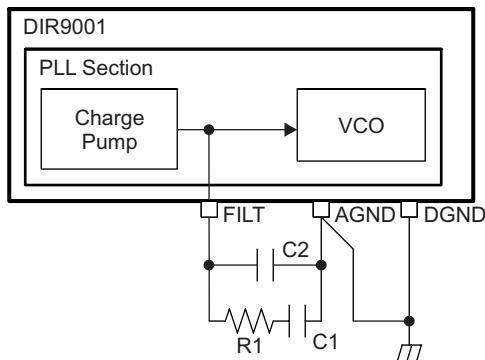 DIR9001
PLL Section
Charge
Pump
VCO
FILT
AGND
DGND
C2
R1
C1